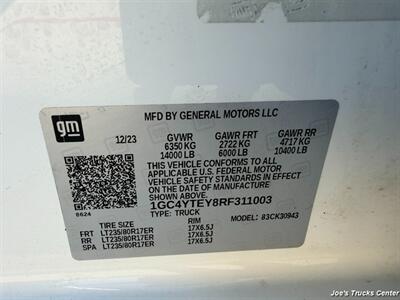 gm
MFD BY GENERAL MOTORS LLC
12/23 GVWR GAWR FRT GAWR RR
6350 KG 2722 KG 4717 KG
14000 LB 6000 LB 10400 LB
THIS VEHICLE CONFORMS TO ALL APPLICABLE
U.S. FEDERAL MOTOR VEHICLE SAFETY
STANDARDS IN EFFECT ON THE DATE OF
MANUFACTURE SHOWN ABOVE.
1GC4YTEY8RF311003
8624 TYPE: TRUCK MODEL: 83CK30943
TIRE SIZE RIM
FRT LT235/80R17ER 17X6.5J
RR LT235/80R17ER 17X6.5J
SPA LT235/80R17ER 17X6.5J
Joe's Trucks Center